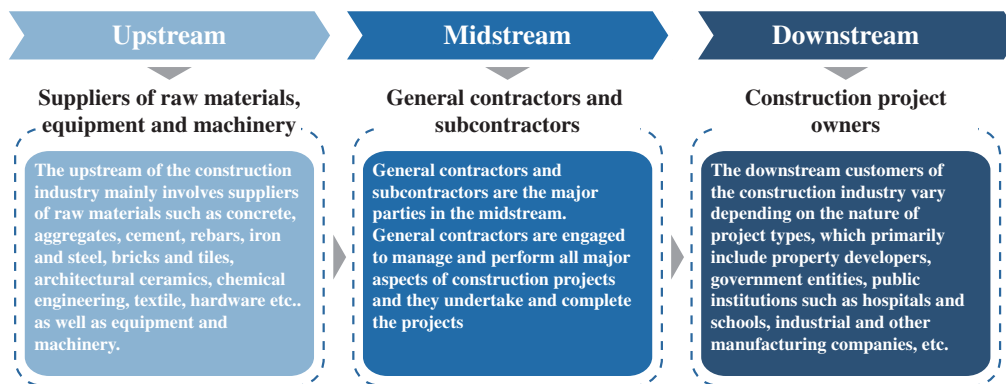 Upstream
Midstream
Downstream
Suppliers of raw materials,
equipment and machinery
General contractors and
subcontractors
Construction project
owners
The upstream of the construction
industry mainly involves suppliers
of raw materials such as concrete,
aggregates, cement, rebars, iron
and steel, bricks and tiles,
architectural ceramics, chemical
engineering, textile, hardware etc..
as well as equipment and
machinery.
General contractors and
subcontractors are the major
parties in the midstream.
General contractors are engaged
to manage and perform all major
aspects of construction projects
and they undertake and complete
the projects
The downstream customers of
the construction industry vary
depending on the nature of
project types, which primarily
include property developers,
government entities, public
institutions such as hospitals and
schools, industrial and other
manufacturing companies, etc.